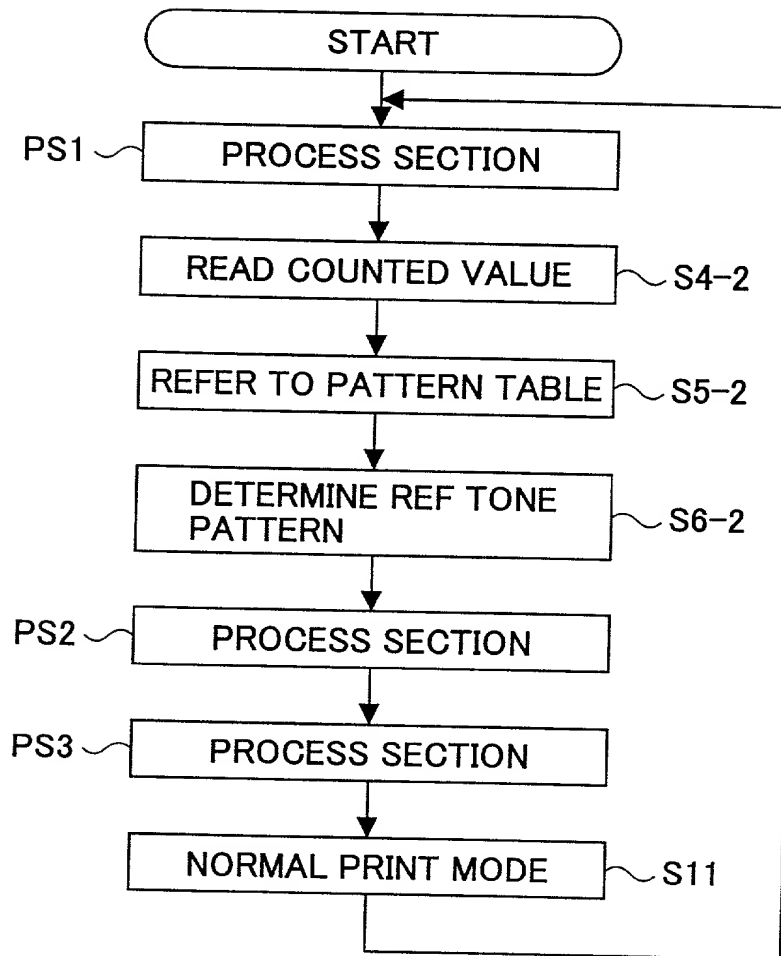 START
PS1 PROCESS SECTION
READ COUNTED VALUE S4-2
REFER TO PATTERN TABLE S5-2
DETERMINE REF TONE
PATTERN S6-2
PS2 PROCESS SECTION
PS3 PROCESS SECTION
NORMAL PRINT MODE S11